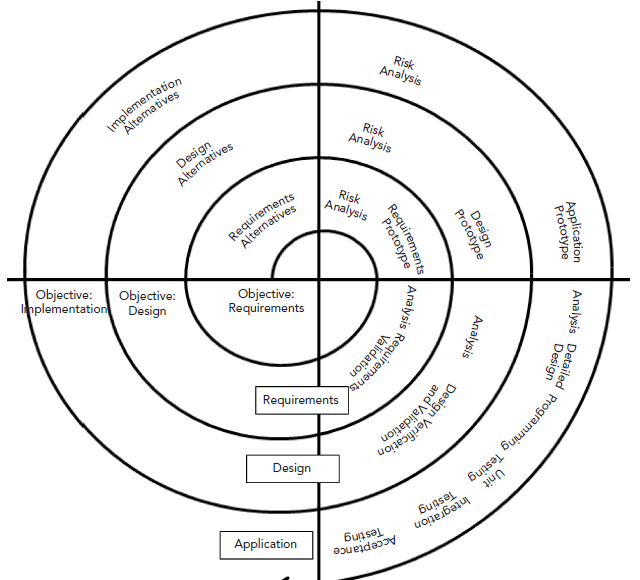 Implementation
Alternatives
Risk
Analysis
Design
Alternatives
Risk
Analysis
Requirements
Alternatives
Risk
Analysis
Requirements
Prototype
Design
Prototype
Application
Prototype
Objective:
Implementation
Objective:
Design
Objective:
Requirements
Analysis
Requirements
Validation
Analysis
Design Verification
and Validation
Analysis
Detailed
Design
Programming
Unit
Testing
Integration
Testing
Acceptance
Testing
Requirements
Design
Application